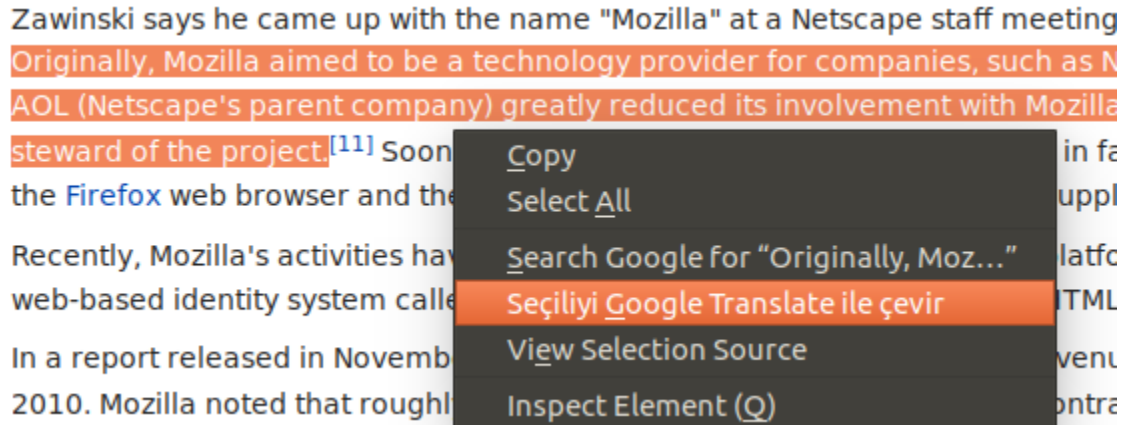 Zawinski says he came up with the name "Mozilla" at a Netscape staff meeting
Originally, Mozilla aimed to be a technology provider for companies, such as
AOL (Netscape's parent company) greatly reduced its involvement with Mozilla
steward of the project.[11] Soon in
the Firefox web browser and the
Recently, Mozilla's activities
web-based identity system
In a report released in
2010. Mozilla noted that
Copy
Select All
Search Google for “Originally, Moz...”
Seçiliyi Google Translate ile çevir
View Selection Source
Inspect Element (Q)